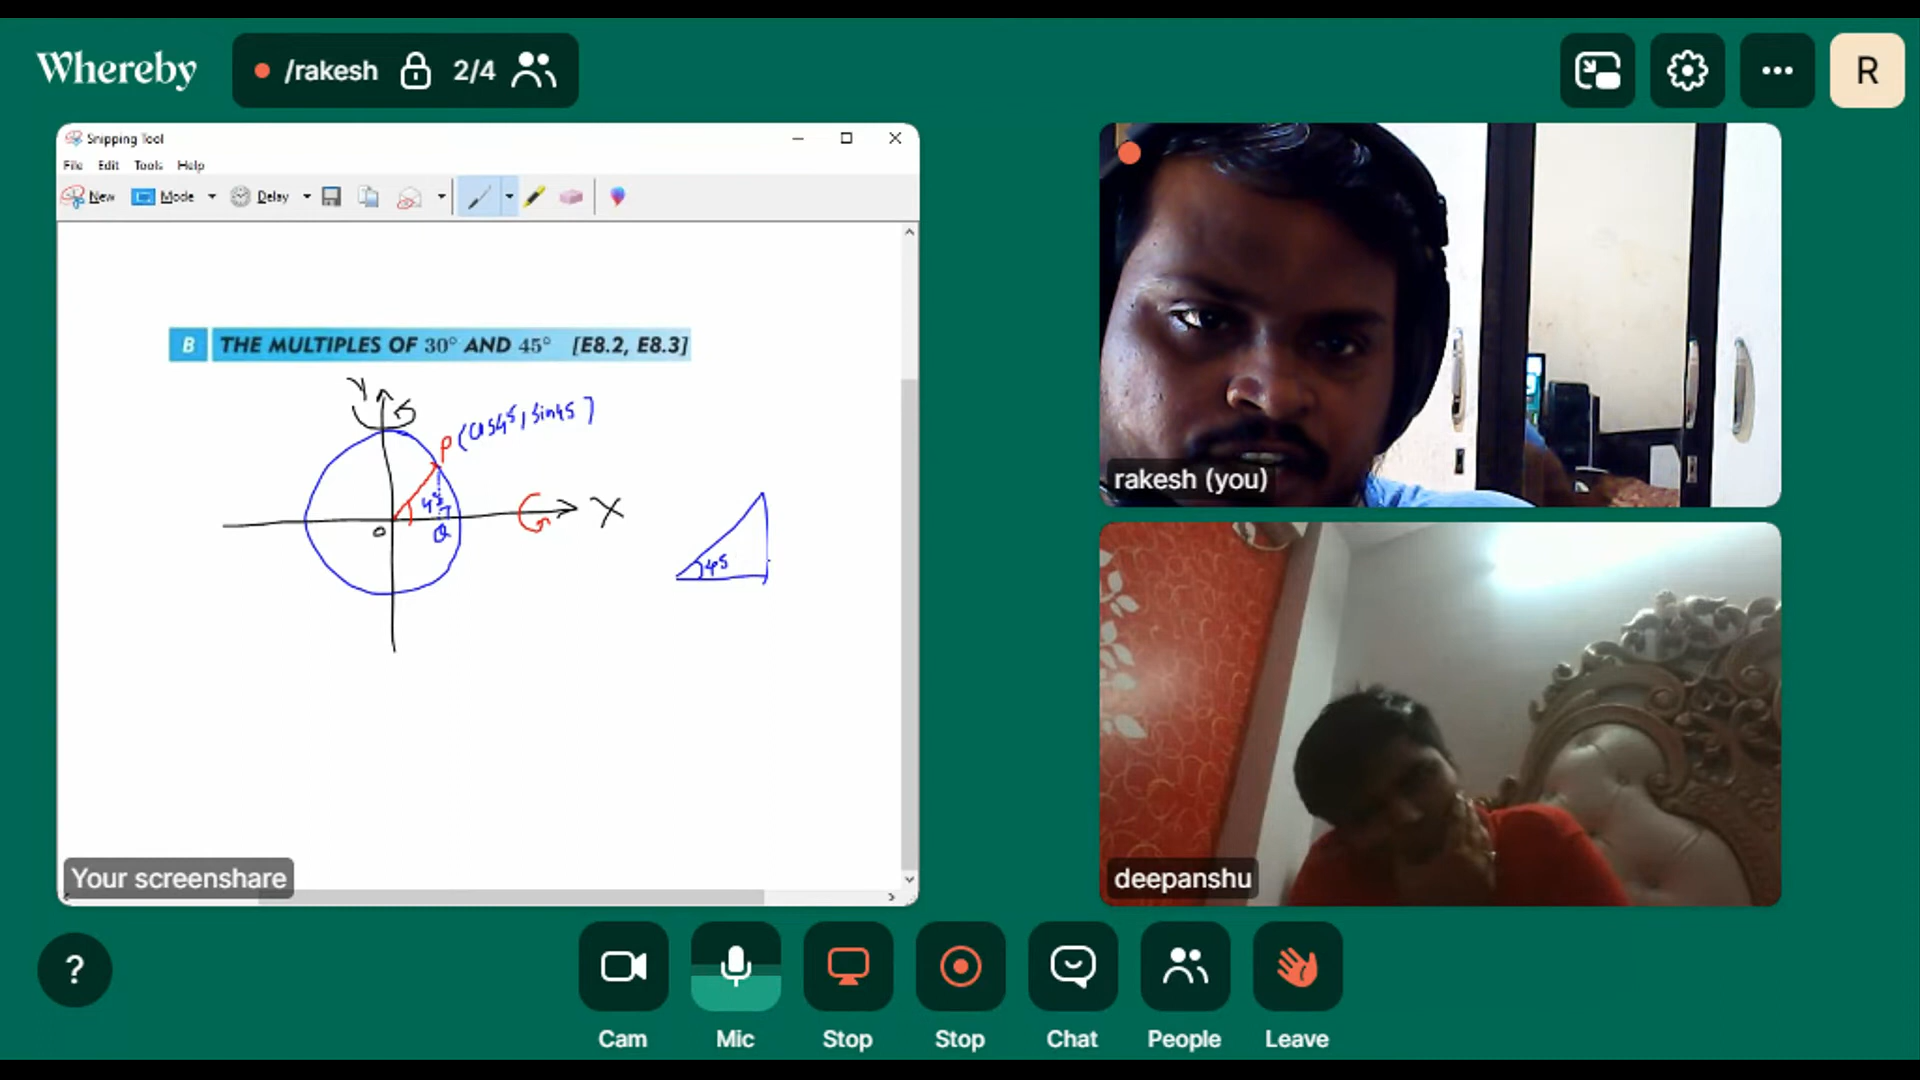 Whereby
/rakesh 2/4
R
Snipping Tool
File Edit Tools Help
New Mode Delay
B THE MULTIPLES OF 30° AND 45° [E8.2, E8.3]
Y
P (cos45, sin45)
45
X
O
Q
45
Your screenshare
rakesh (you)
deepanshu
?
Cam Mic Stop Stop Chat People Leave